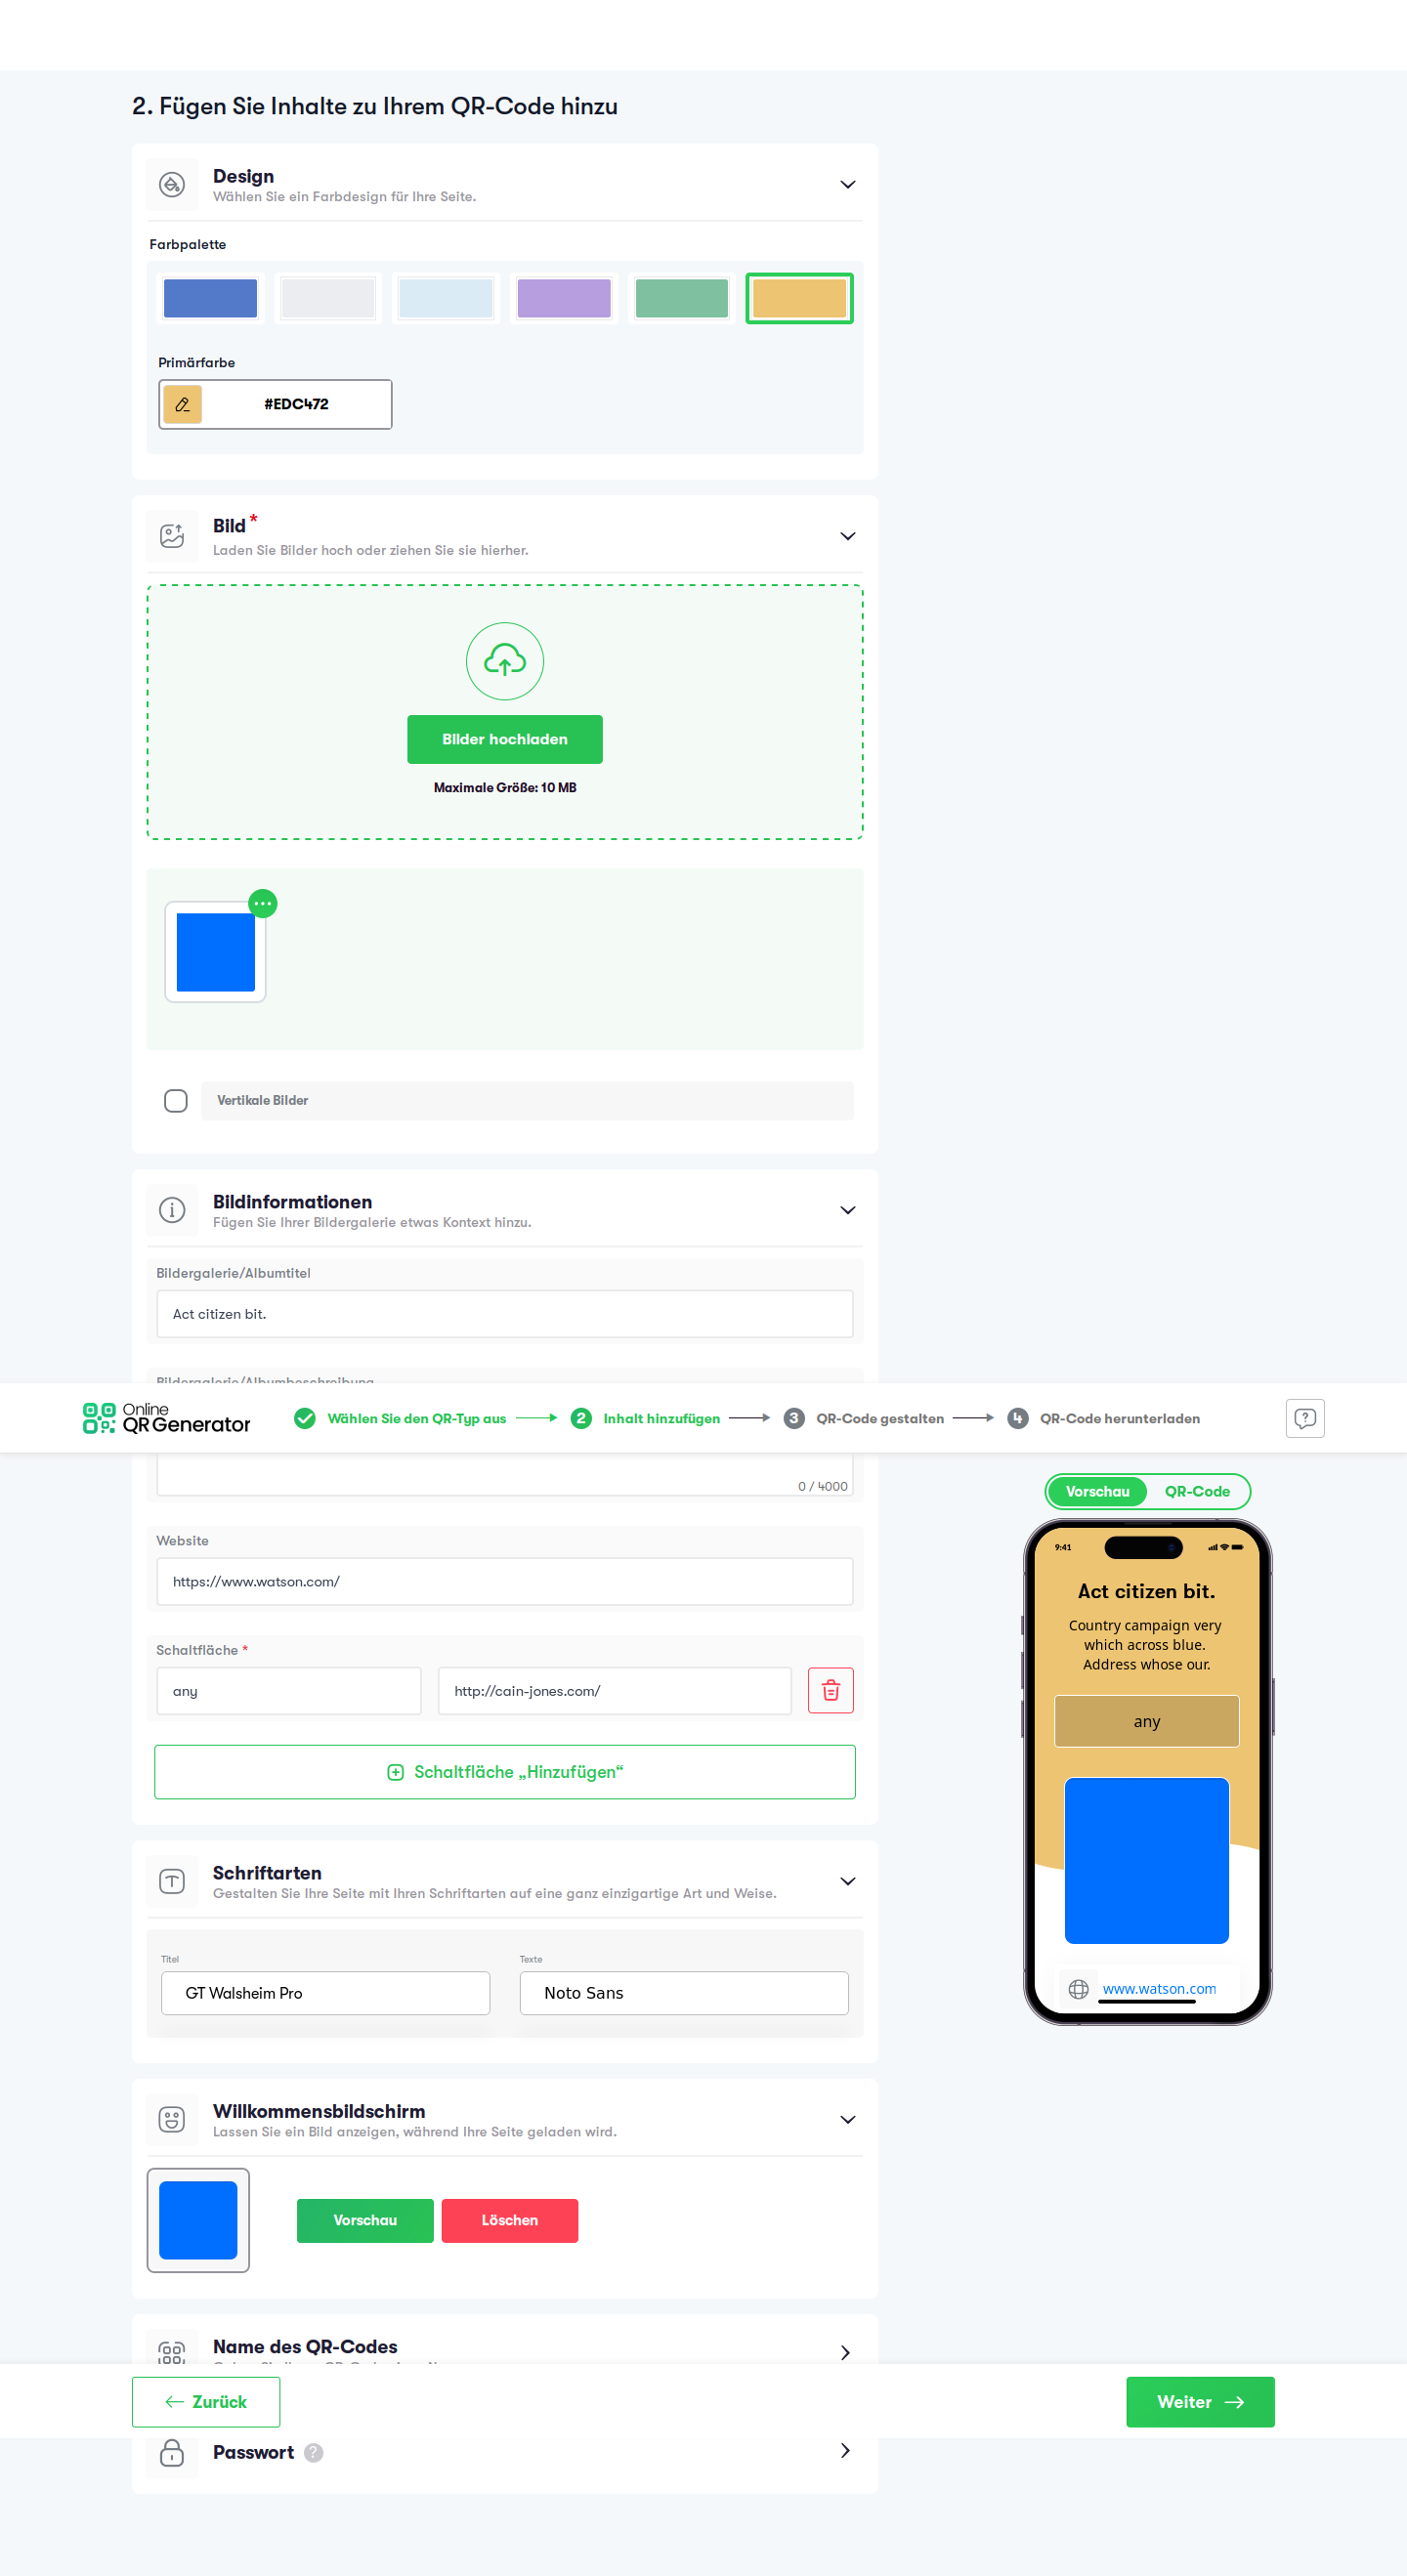 2. Fügen Sie Inhalte zu Ihrem QR-Code hinzu
Design
Wählen Sie ein Farbdesign für Ihre Seite.
Farbpalette
Primärfarbe
#EDC472
Bild *
Laden Sie Bilder hoch oder ziehen Sie sie hierher.
Bilder hochladen
Maximale Größe: 10 MB
Vertikale Bilder
Bildinformationen
Fügen Sie Ihrer Bildergalerie etwas Kontext hinzu.
Bildergalerie/Albumtitel
Act citizen bit.
Bildergalerie/Albumbeschreibung
Online
QR Generator
Wählen Sie den QR-Typ aus
2 Inhalt hinzufügen
3 QR-Code gestalten
4 QR-Code herunterladen
0 / 4000
Vorschau
QR-Code
Website
https://www.watson.com/
Schaltfläche *
any
http://cain-jones.com/
Schaltfläche „Hinzufügen“
9:41
Act citizen bit.
Country campaign very
which across blue.
Address whose our.
any
www.watson.com
Schriftarten
Gestalten Sie Ihre Seite mit Ihren Schriftarten auf eine ganz einzigartige Art und Weise.
Titel
GT Walsheim Pro
Texte
Noto Sans
Willkommensbildschirm
Lassen Sie ein Bild anzeigen, während Ihre Seite geladen wird.
Vorschau
Löschen
Name des QR-Codes
Zurück
Weiter
Passwort ?